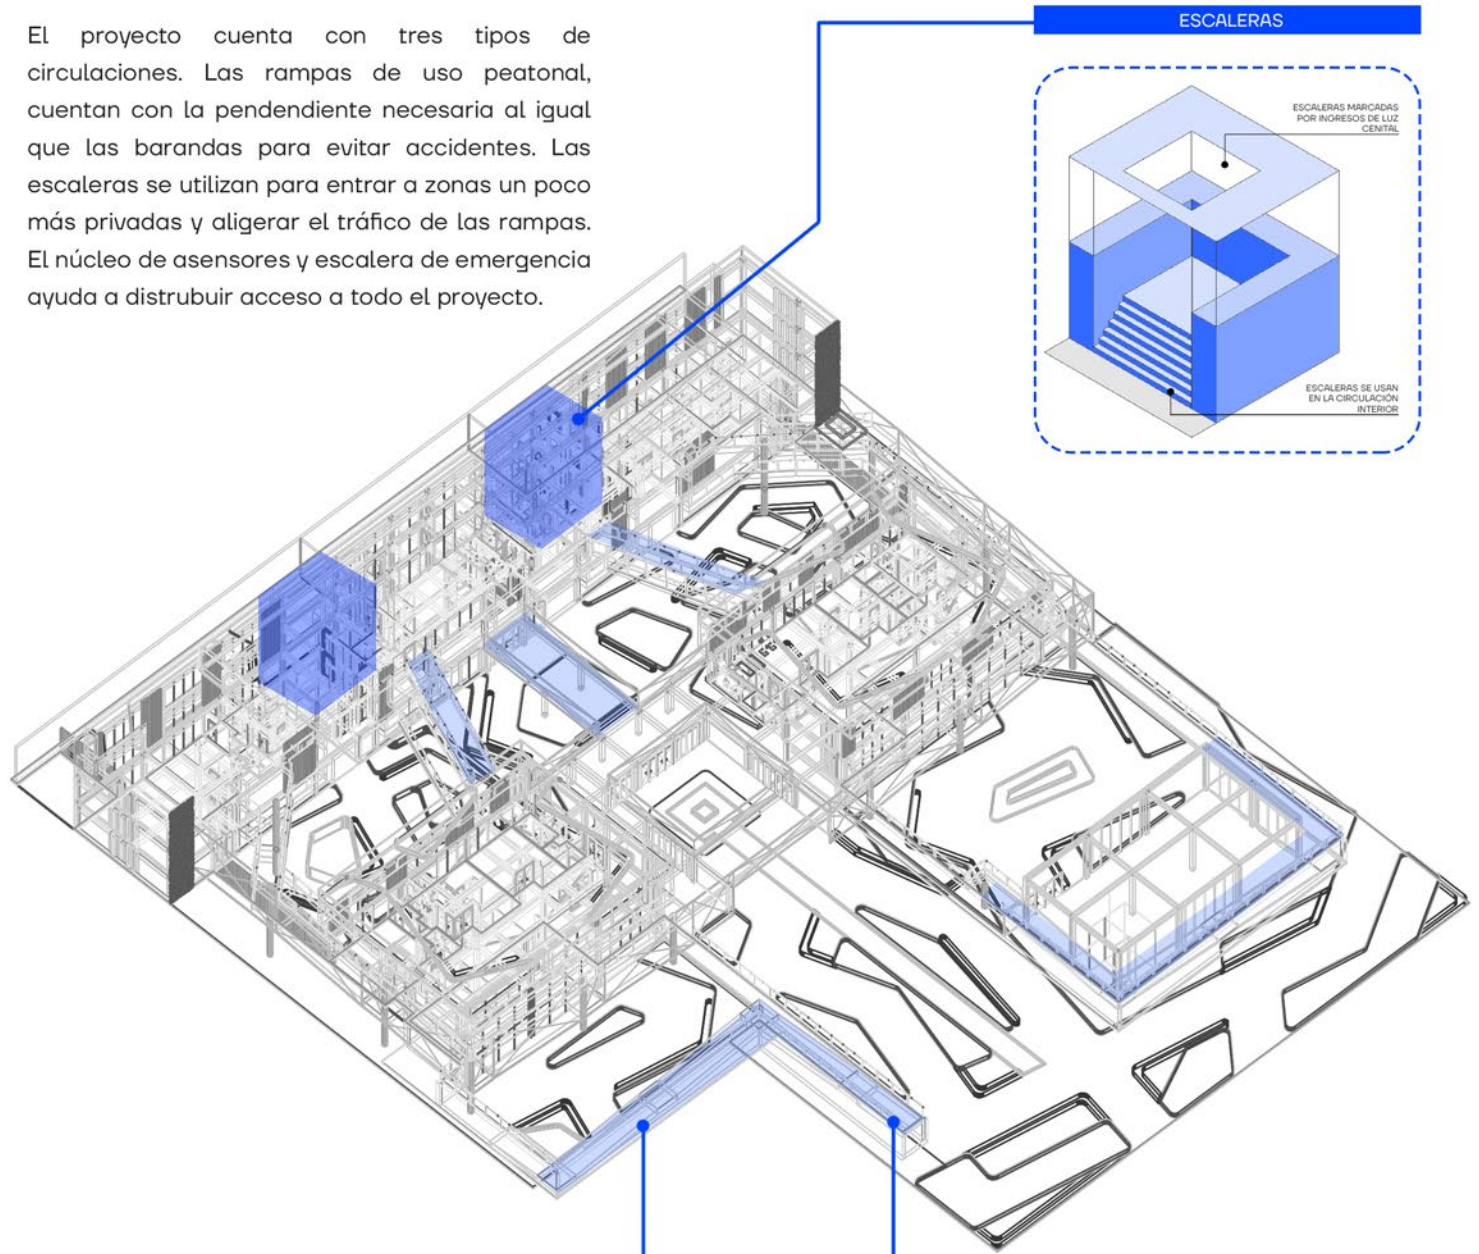 El proyecto cuenta con tres tipos de
circulaciones. Las rampas de uso peatonal,
cuentan con la pendendiente necesaria al igual
que las barandas para evitar accidentes. Las
escaleras se utilizan para entrar a zonas un poco
más privadas y aligerar el tráfico de las rampas.
El núcleo de asensores y escalera de emergencia
ayuda a distrubuir acceso a todo el proyecto.
ESCALERAS
ESCALERAS MARCADAS
POR INGRESOS DE LUZ
CENITAL
ESCALERAS SE USAN
EN LA CIRCULACIÓN
INTERIOR